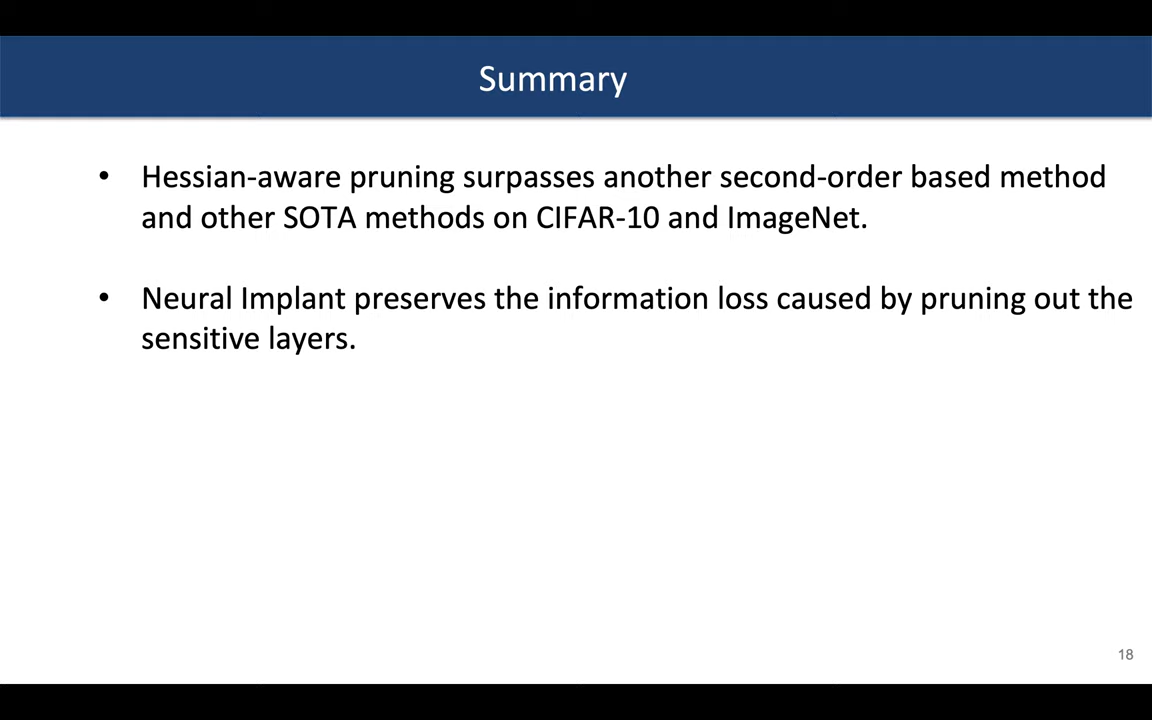 Summary
• Hessian-aware pruning surpasses another second-order based method
and other SOTA methods on CIFAR-10 and ImageNet.
• Neural Implant preserves the information loss caused by pruning out the
sensitive layers.
18